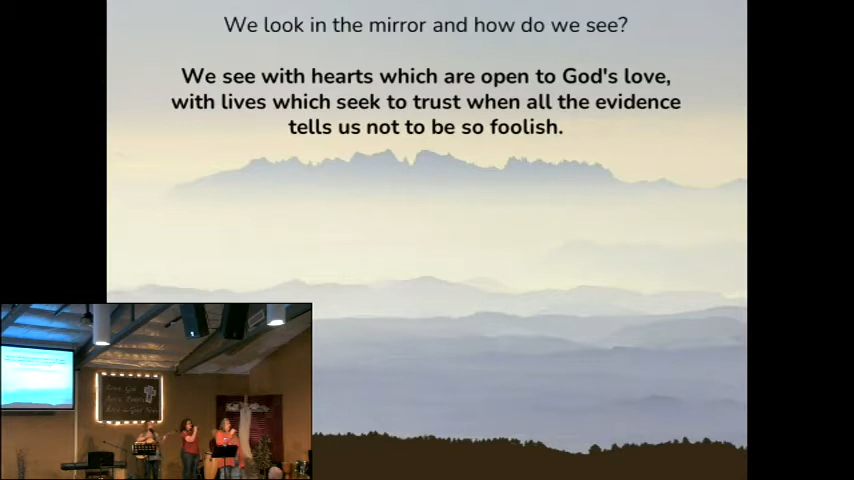 We look in the mirror and how do we see?
We see with hearts which are open to God's love,
with lives which seek to trust when all the evidence
tells us not to be so foolish.